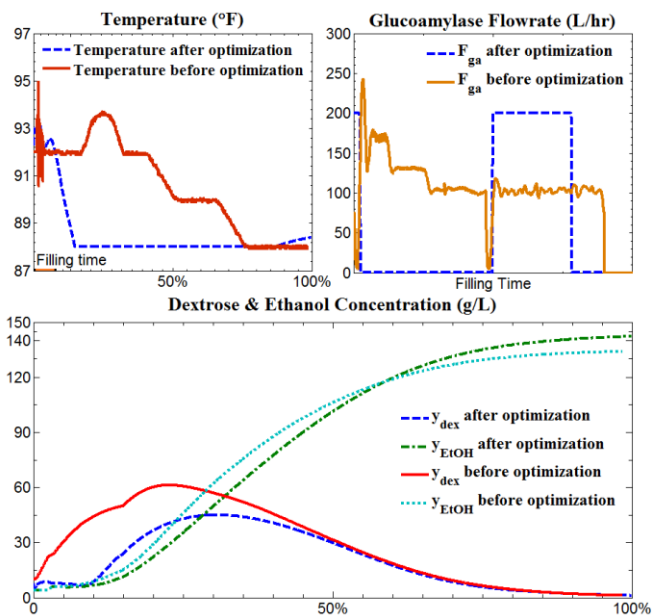 Temperature (°F)
97
95
93
92
90
88
87
Temperature after optimization
Temperature before optimization
Filling time
50%
100%
Glucoamylase Flowrate (L/hr)
300
250
200
150
100
50
0
F_ga after optimization
F_ga before optimization
Filling Time
Dextrose & Ethanol Concentration (g/L)
150
120
90
60
30
0
y_dex after optimization
y_EtOH after optimization
y_dex before optimization
y_EtOH before optimization
0
50%
100%